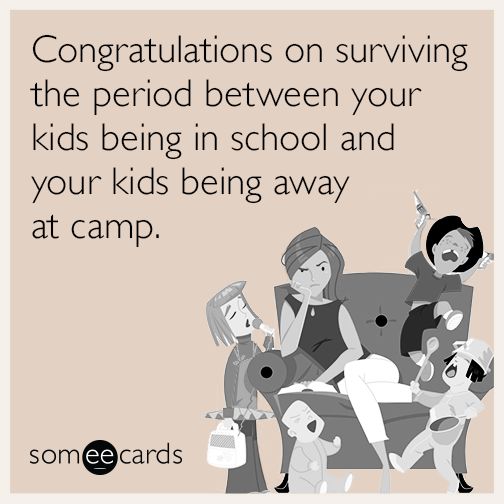 Congratulations on surviving
the period between your
kids being in school and
your kids being away
at camp.
someecards